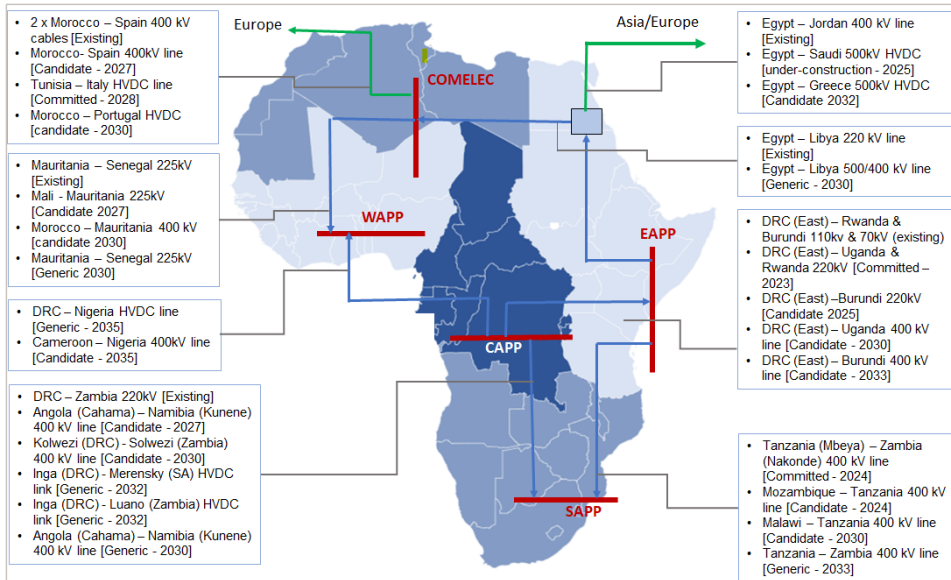 • 2 x Morocco – Spain 400 kV
cables [Existing]
• Morocco- Spain 400kV line
[Candidate - 2027]
• Tunisia – Italy HVDC line
[Committed - 2028]
• Morocco – Portugal HVDC
[candidate - 2030]
• Mauritania – Senegal 225kV
[Existing]
• Mali - Mauritania 225kV
[Candidate 2027]
• Morocco – Mauritania 400 kV
[candidate 2030]
• Mauritania – Senegal 225kV
[Generic 2030]
• DRC – Nigeria HVDC line
[Generic - 2035]
• Cameroon – Nigeria 400kV line
[Candidate - 2035]
• DRC – Zambia 220kV [Existing]
• Angola (Cahama) – Namibia (Kunene)
400 kV line [Candidate - 2027]
• Kolwezi (DRC) - Solwezi (Zambia)
400 kV line [Candidate - 2030]
• Inga (DRC) - Merensky (SA) HVDC
link [Generic - 2032]
• Inga (DRC) - Luano (Zambia) HVDC
link [Generic - 2032]
• Angola (Cahama) – Namibia (Kunene)
400 kV line [Generic - 2030]
Europe
Asia/Europe
COMELEC
WAPP
EAPP
CAPP
SAPP
• Egypt – Jordan 400 kV line
[Existing]
• Egypt – Saudi 500kV HVDC
[under-construction - 2025]
• Egypt – Greece 500kV HVDC
[Candidate 2032]
• Egypt – Libya 220 kV line
[Existing]
• Egypt – Libya 500/400 kV line
[Generic - 2030]
• DRC (East) – Rwanda &
Burundi 110kv & 70kV (existing)
• DRC (East) – Uganda &
Rwanda 220kV [Committed –
2023]
• DRC (East) –Burundi 220kV
[Candidate 2025]
• DRC (East) – Uganda 400 kV
line [Candidate - 2030]
• DRC (East) – Burundi 400 kV
line [Candidate - 2033]
• Tanzania (Mbeya) – Zambia
(Nakonde) 400 kV line
[Committed - 2024]
• Mozambique – Tanzania 400 kV
line [Candidate - 2024]
• Malawi – Tanzania 400 kV line
[Candidate - 2030]
• Tanzania – Zambia 400 kV line
[Generic - 2033]